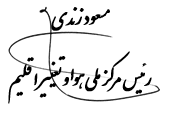 مسعود زندی
رئیس مرکز ملی هوا و تغییر اقلیم